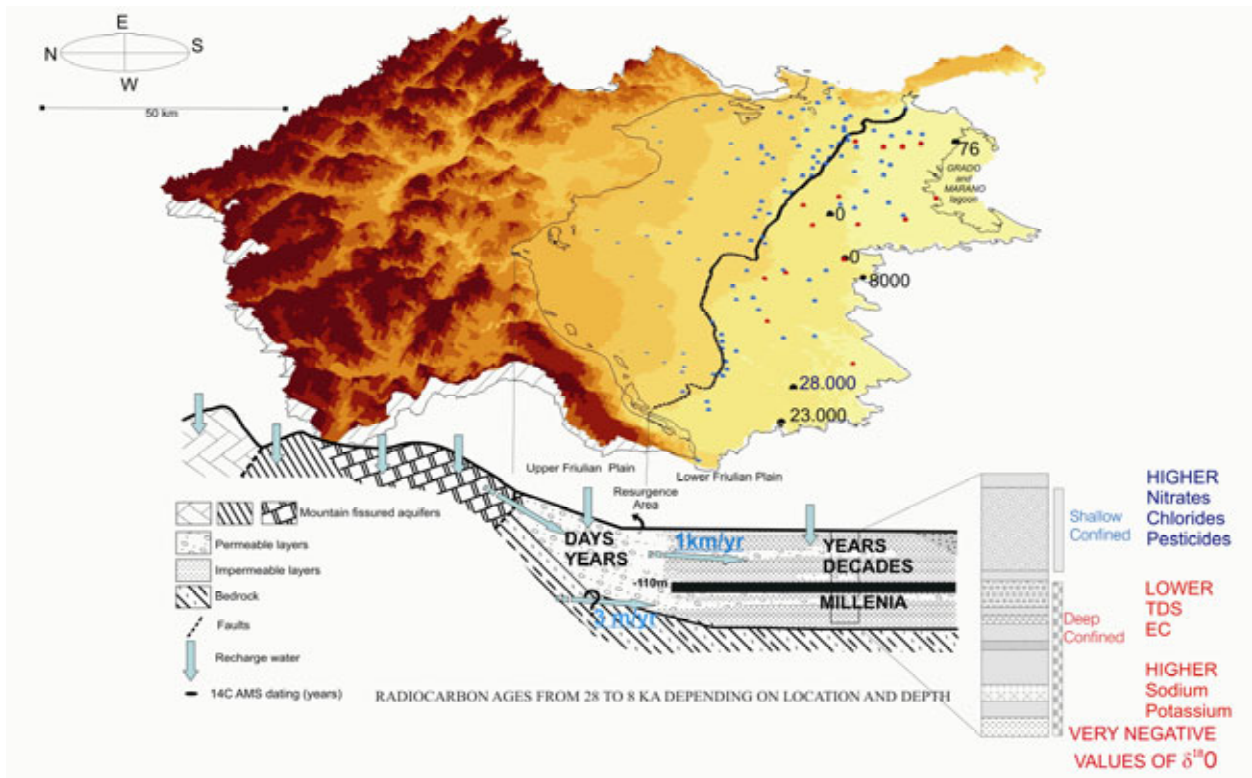 E
N
S
W
50 km
76
GRADO
and
MARANO
lagoon
0
0
8000
28.000
23.000
Upper Friulian Plain
Lower Friulian Plain
Resurgence
Area
Mountain fissured aquifers
Permeable layers
Impermeable layers
Bedrock
Faults
Recharge water
14C AMS dating (years)
DAYS
YEARS
1km/yr
YEARS
DECADES
-110m
MILLENIA
3 m/yr
RADIOCARBON AGES FROM 28 TO 8 KA DEPENDING ON LOCATION AND DEPTH
Shallow
Confined
HIGHER
Nitrates
Chlorides
Pesticides
Deep
Confined
LOWER
TDS
EC
HIGHER
Sodium
Potassium
VERY NEGATIVE
VALUES OF δ¹⁸0